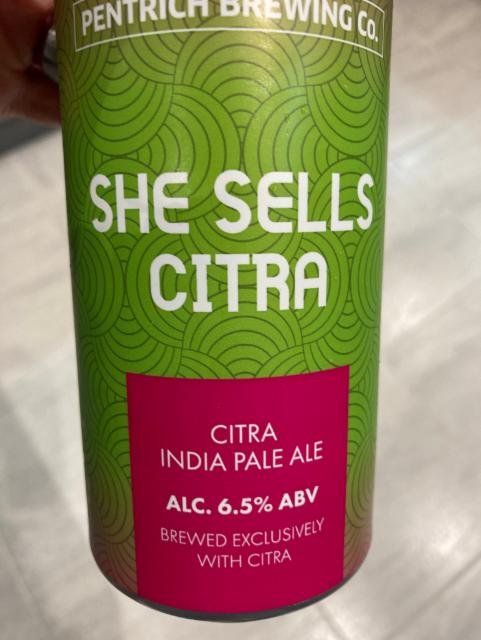 PENTRICH BREWING CO.
SHE SELLS
CITRA
CITRA
INDIA PALE ALE
ALC. 6.5% ABV
BREWED EXCLUSIVELY
WITH CITRA